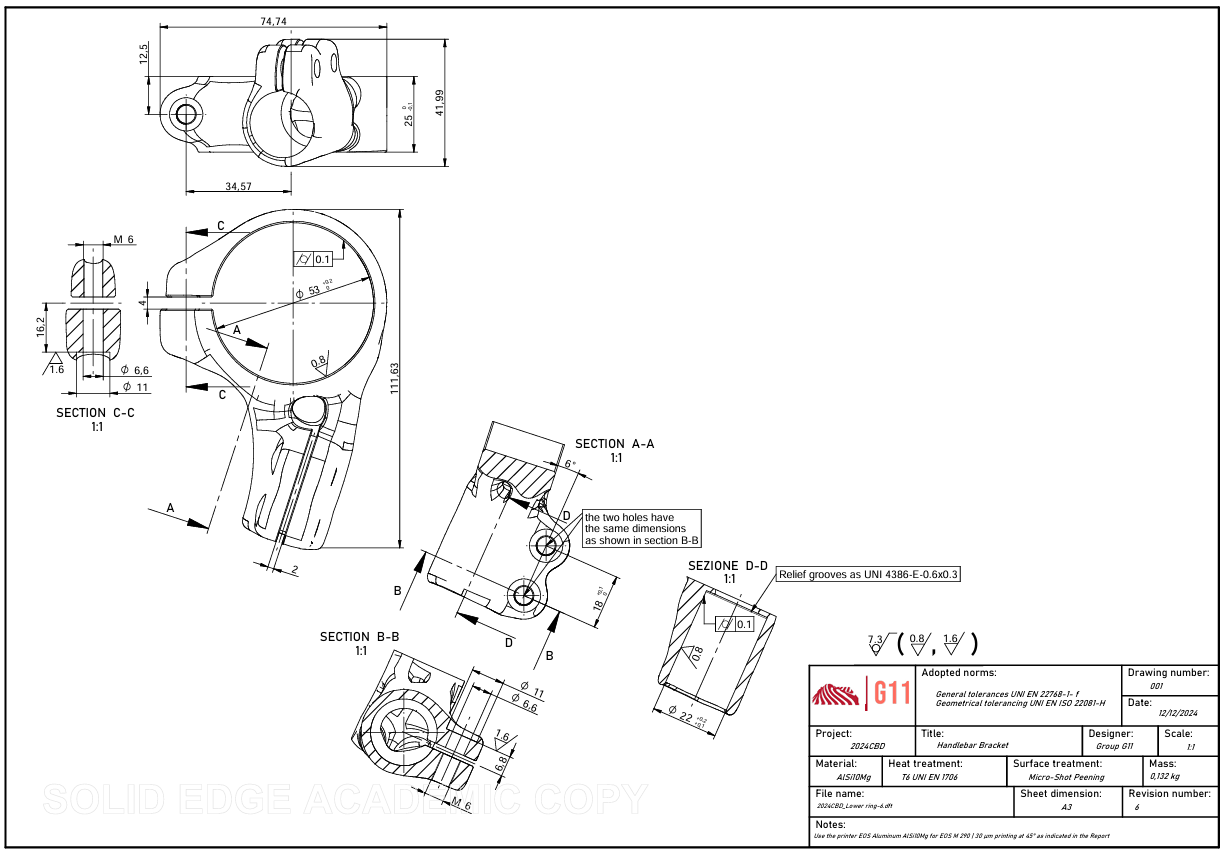 74,74
12,5
25 0 -0.1
41,99
34,57
C
M 6
0.1
⌀ 53 +0.2 0
4
16,2
A
0.8
1.6
⌀ 6,6
⌀ 11
C
111,63
SECTION C-C
1:1
SECTION A-A
1:1
6°
A
D
the two holes have
the same dimensions
as shown in section B-B
2
B
18 +0.1 0
SEZIONE D-D
1:1
Relief grooves as UNI 4386-E-0.6x0.3
0.1
D
B
SECTION B-B
1:1
0.8
7.3 ( 0.8 , 1.6 )
⌀ 11
⌀ 6,6
⌀ 22 +0.2 +0.1
1.6
6,8
M 6
SOLID EDGE ACADEMIC COPY
G11
Adopted norms:
General tolerances UNI EN 22768-1- f
Geometrical tolerancing UNI EN ISO 22081-H
Drawing number:
001
Date:
12/12/2024
Project:
2024CBD
Title:
Handlebar Bracket
Designer:
Group G11
Scale:
1:1
Material:
AlSi10Mg
Heat treatment:
T6 UNI EN 1706
Surface treatment:
Micro-Shot Peening
Mass:
0,132 kg
File name:
2024CBD_Lower ring-6.dft
Sheet dimension:
A3
Revision number:
6
Notes:
Use the printer EOS Aluminum AlSi10Mg for EOS M 290 | 30 µm printing at 45° as indicated in the Report